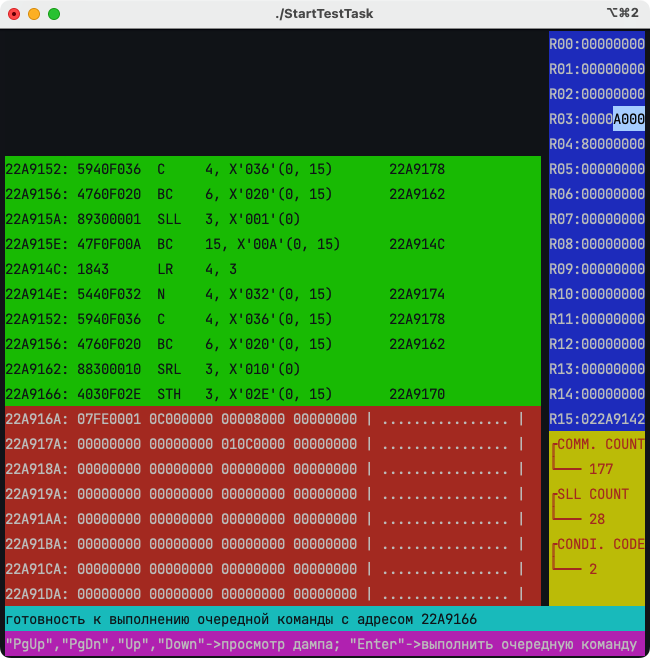 ./StartTestTask
⌥⌘2
22A9152: 5940F036  C     4, X'036'(0, 15)       22A9178
22A9156: 4760F020  BC    6, X'020'(0, 15)       22A9162
22A915A: 89300001  SLL   3, X'001'(0)
22A915E: 47F0F00A  BC    15, X'00A'(0, 15)      22A914C
22A914C: 1843      LR    4, 3
22A914E: 5440F032  N     4, X'032'(0, 15)       22A9174
22A9152: 5940F036  C     4, X'036'(0, 15)       22A9178
22A9156: 4760F020  BC    6, X'020'(0, 15)       22A9162
22A9162: 88300010  SRL   3, X'010'(0)
22A9166: 4030F02E  STH   3, X'02E'(0, 15)       22A9170
22A916A: 07FE0001 0C000000 00008000 00000000 | ................ |
22A917A: 00000000 00000000 010C0000 00000000 | ................ |
22A918A: 00000000 00000000 00000000 00000000 | ................ |
22A919A: 00000000 00000000 00000000 00000000 | ................ |
22A91AA: 00000000 00000000 00000000 00000000 | ................ |
22A91BA: 00000000 00000000 00000000 00000000 | ................ |
22A91CA: 00000000 00000000 00000000 00000000 | ................ |
22A91DA: 00000000 00000000 00000000 00000000 | ................ |
R00:00000000
R01:00000000
R02:00000000
R03:0000A000
R04:80000000
R05:00000000
R06:00000000
R07:00000000
R08:00000000
R09:00000000
R10:00000000
R11:00000000
R12:00000000
R13:00000000
R14:00000000
R15:022A9142
COMM. COUNT
177
SLL COUNT
28
CONDI. CODE
2
готовность к выполнению очередной команды с адресом 22A9166
"PgUp","PgDn","Up","Down"->просмотр дампа; "Enter"->выполнить очередную команду